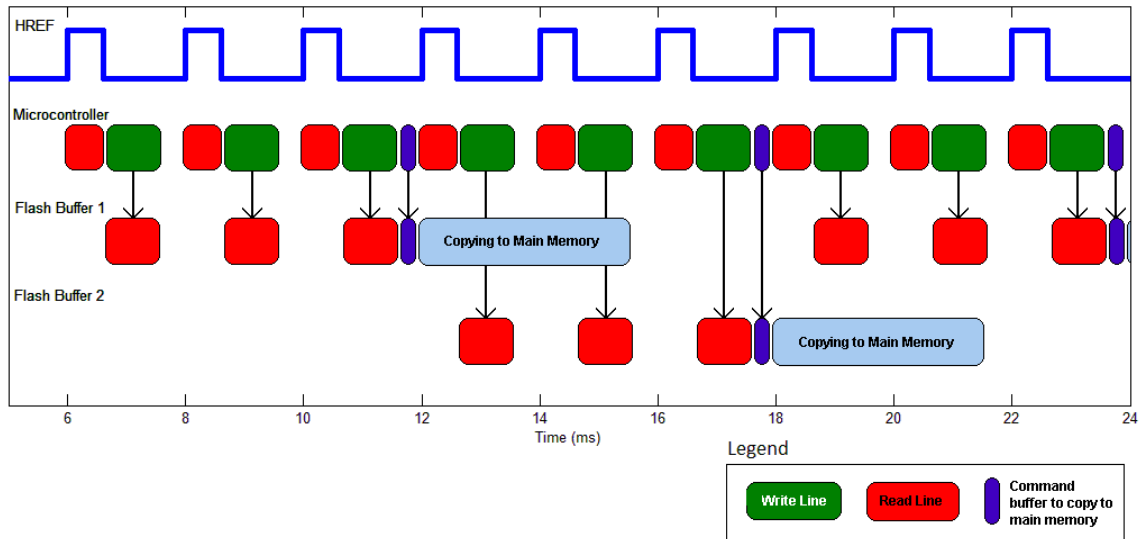 HREF
Microcontroller
Flash Buffer 1
Copying to Main Memory
Flash Buffer 2
Copying to Main Memory
6 8 10 12 14 16 18 20 22 24
Time (ms)
Legend
Write Line
Read Line
Command
buffer to copy to
main memory